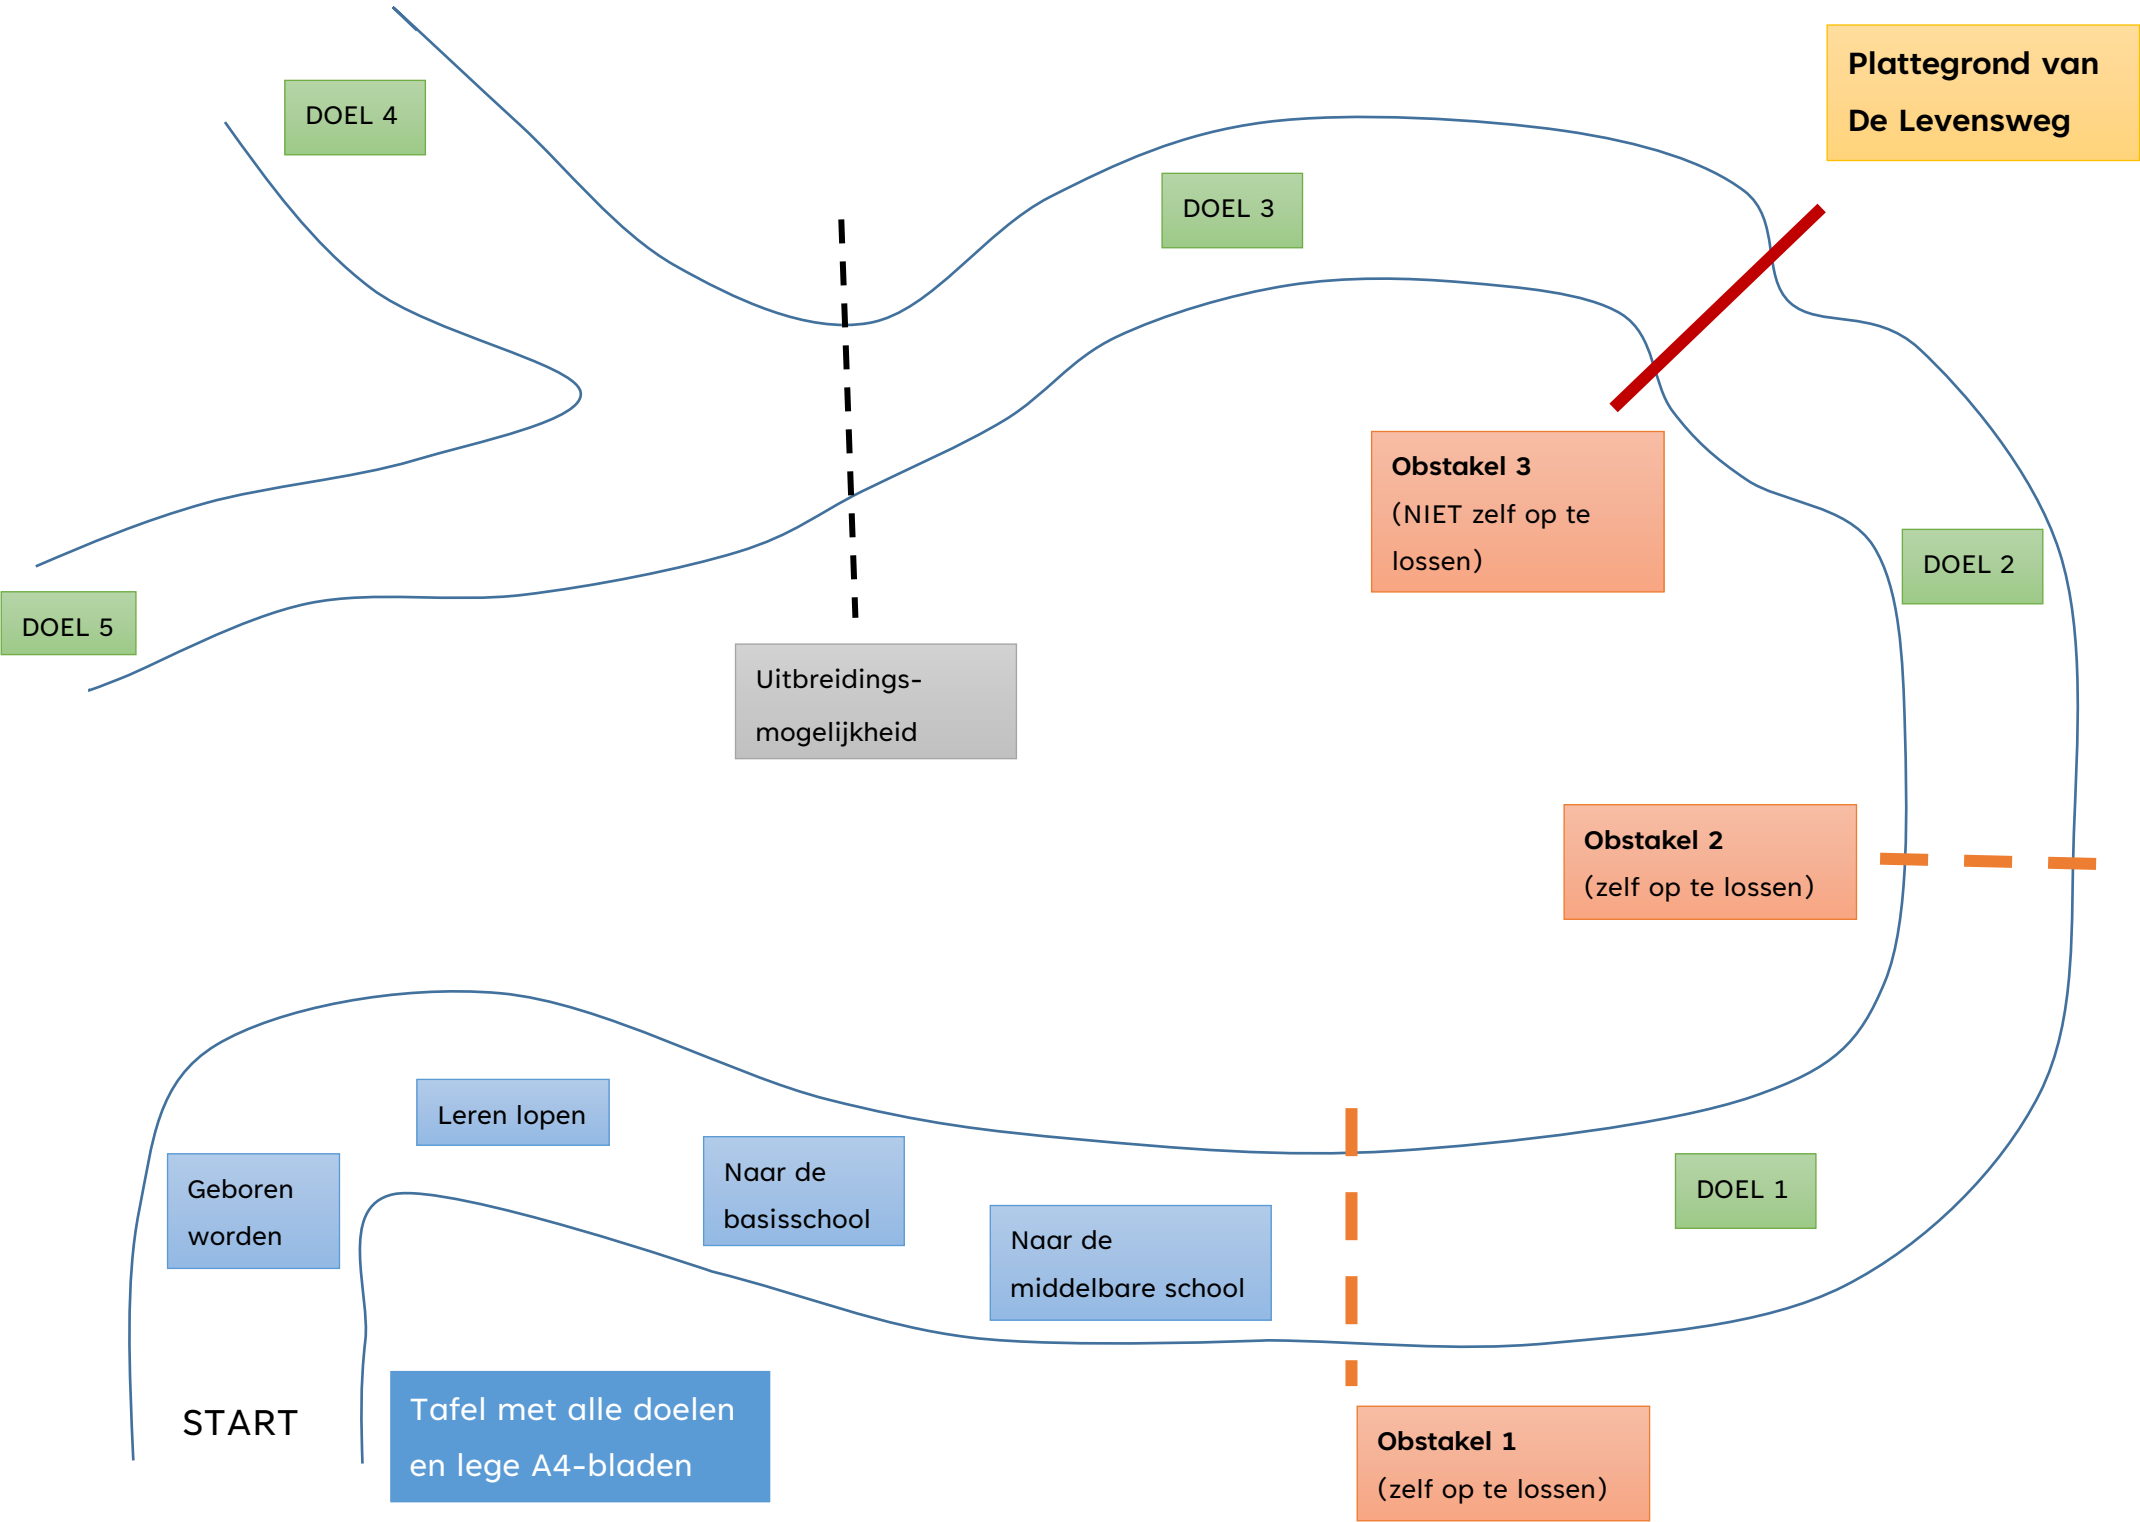 Plattegrond van
De Levensweg
DOEL 4
DOEL 3
Obstakel 3
(NIET zelf op te
lossen)
DOEL 2
DOEL 5
Uitbreidings-
mogelijkheid
Obstakel 2
(zelf op te lossen)
Leren lopen
Geboren
worden
Naar de
basisschool
Naar de
middelbare school
DOEL 1
START
Tafel met alle doelen
en lege A4-bladen
Obstakel 1
(zelf op te lossen)